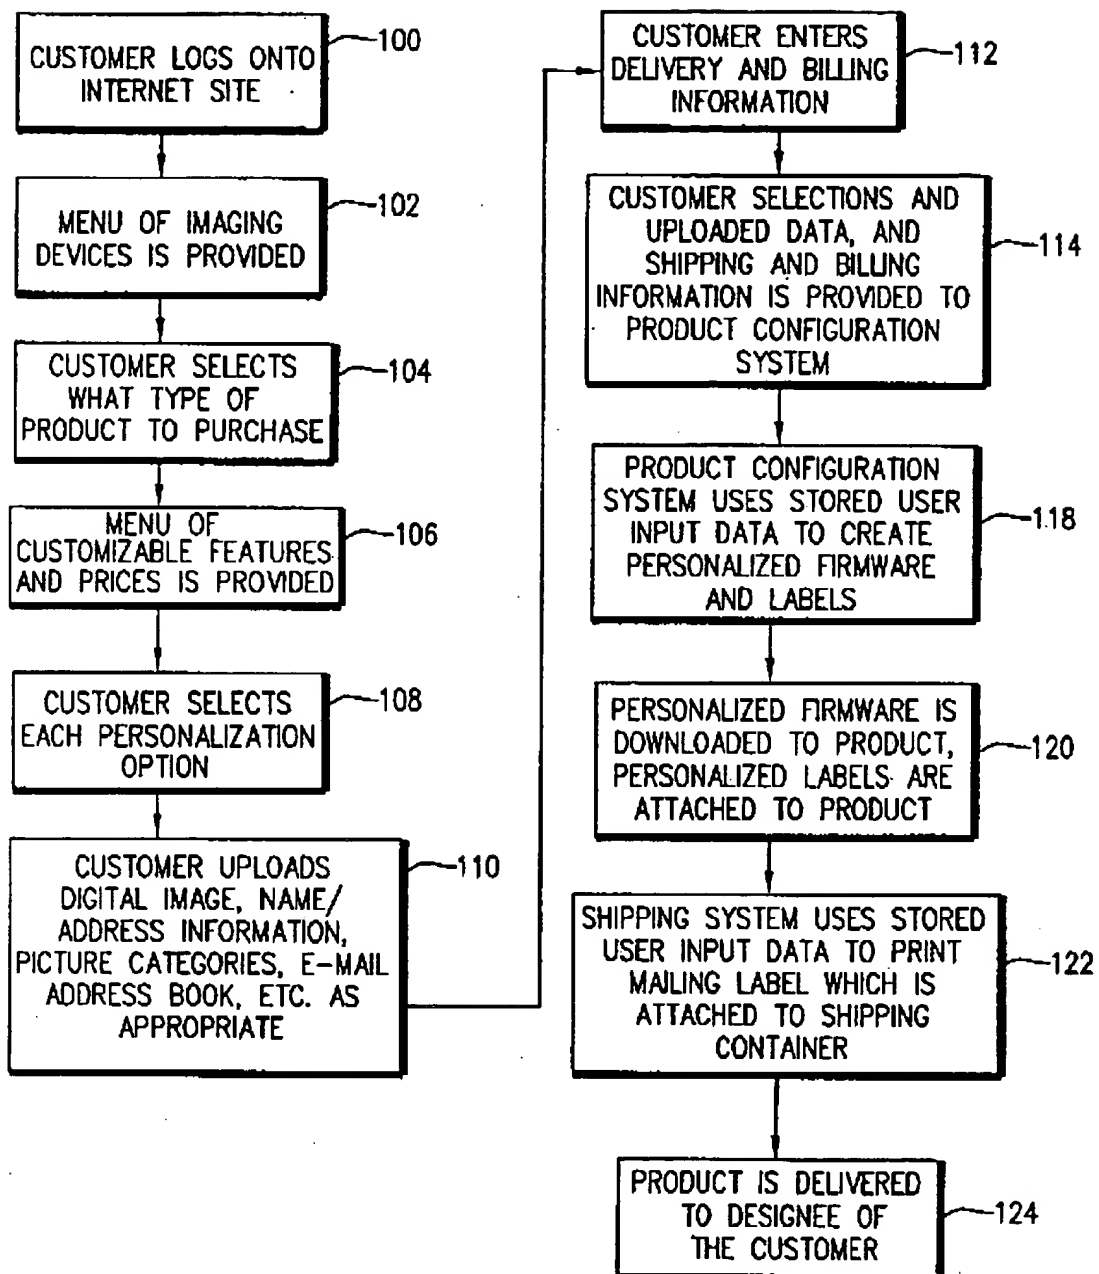 CUSTOMER LOGS ONTO
INTERNET SITE
100
MENU OF IMAGING
DEVICES IS PROVIDED
102
CUSTOMER SELECTS
WHAT TYPE OF
PRODUCT TO PURCHASE
104
MENU OF
CUSTOMIZABLE FEATURES
AND PRICES IS PROVIDED
106
CUSTOMER SELECTS
EACH PERSONALIZATION
OPTION
108
CUSTOMER UPLOADS
DIGITAL IMAGE, NAME/
ADDRESS INFORMATION,
PICTURE CATEGORIES, E-MAIL
ADDRESS BOOK, ETC. AS
APPROPRIATE
110
CUSTOMER ENTERS
DELIVERY AND BILLING
INFORMATION
112
CUSTOMER SELECTIONS AND
UPLOADED DATA, AND
SHIPPING AND BILLING
INFORMATION IS PROVIDED TO
PRODUCT CONFIGURATION
SYSTEM
114
PRODUCT CONFIGURATION
SYSTEM USES STORED USER
INPUT DATA TO CREATE
PERSONALIZED FIRMWARE
AND LABELS
118
PERSONALIZED FIRMWARE IS
DOWNLOADED TO PRODUCT,
PERSONALIZED LABELS ARE
ATTACHED TO PRODUCT
120
SHIPPING SYSTEM USES STORED
USER INPUT DATA TO PRINT
MAILING LABEL WHICH IS
ATTACHED TO SHIPPING
CONTAINER
122
PRODUCT IS DELIVERED
TO DESIGNEE OF
THE CUSTOMER
124